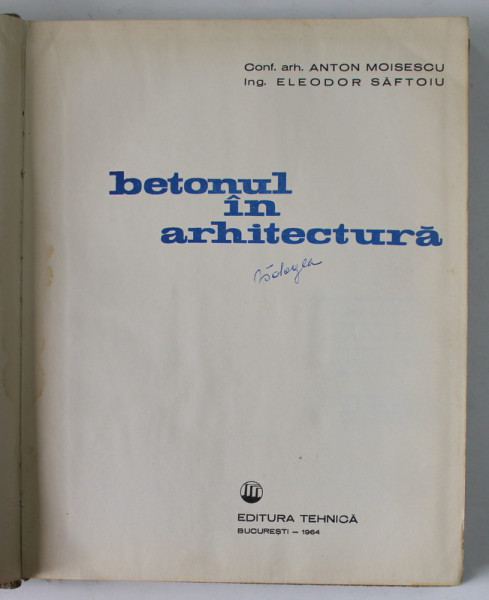 Conf. arh. ANTON MOISESCU
Ing. ELEODOR SĂFTOIU
betonul
în
arhitectură
EDITURA TEHNICĂ
BUCUREȘTI – 1964